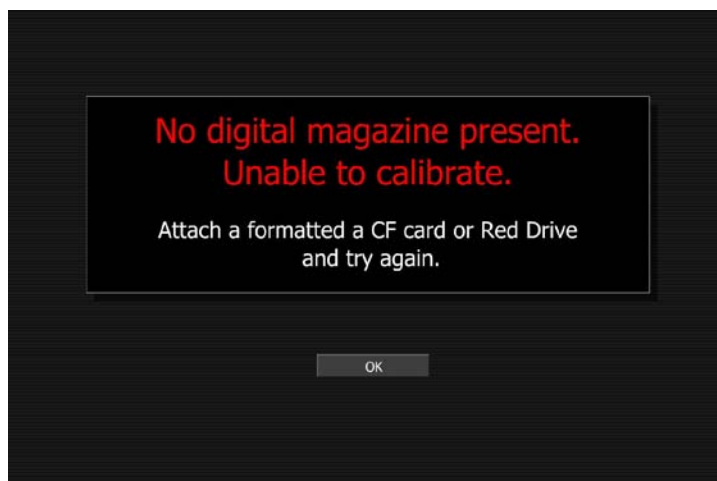 No digital magazine present.
Unable to calibrate.
Attach a formatted a CF card or Red Drive
and try again.
OK